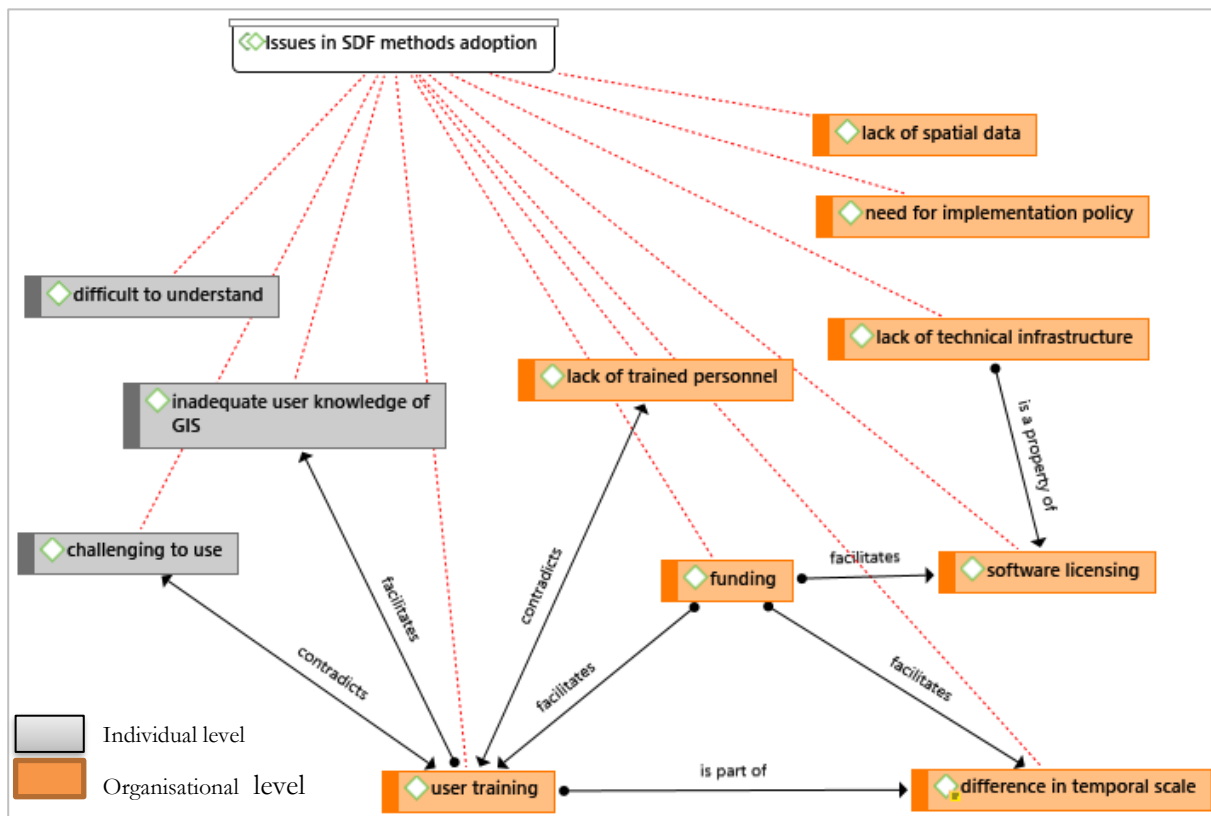 Issues in SDF methods adoption
lack of spatial data
need for implementation policy
difficult to understand
lack of technical infrastructure
lack of trained personnel
inadequate user knowledge of
GIS
is a property of
challenging to use
facilitates
contradicts
funding
facilitates
software licensing
contradicts
facilitates
facilitates
Individual level
Organisational level
user training
is part of
difference in temporal scale